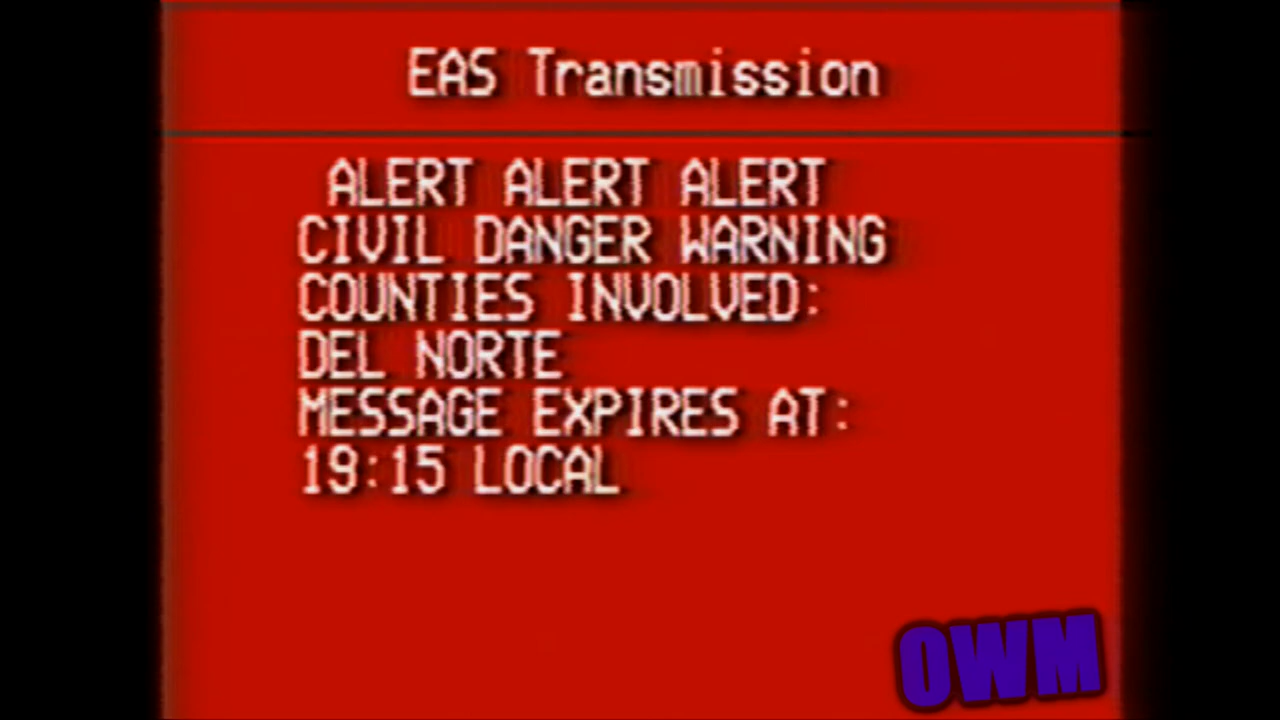 EAS Transmission
ALERT ALERT ALERT
CIVIL DANGER WARNING
COUNTIES INVOLVED:
DEL NORTE
MESSAGE EXPIRES AT:
19:15 LOCAL
OWM